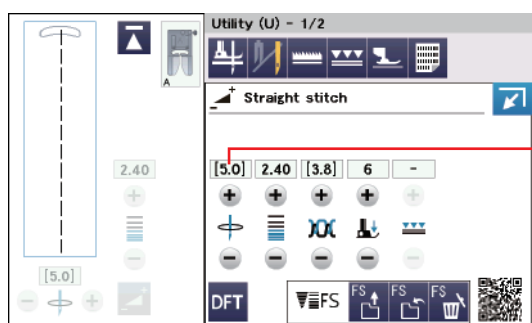 Utility (U) - 1/2
A
Straight stitch
2.40
[5.0] 2.40 [3.8] 6 -
[5.0]
DFT
FS
FS
FS
FS